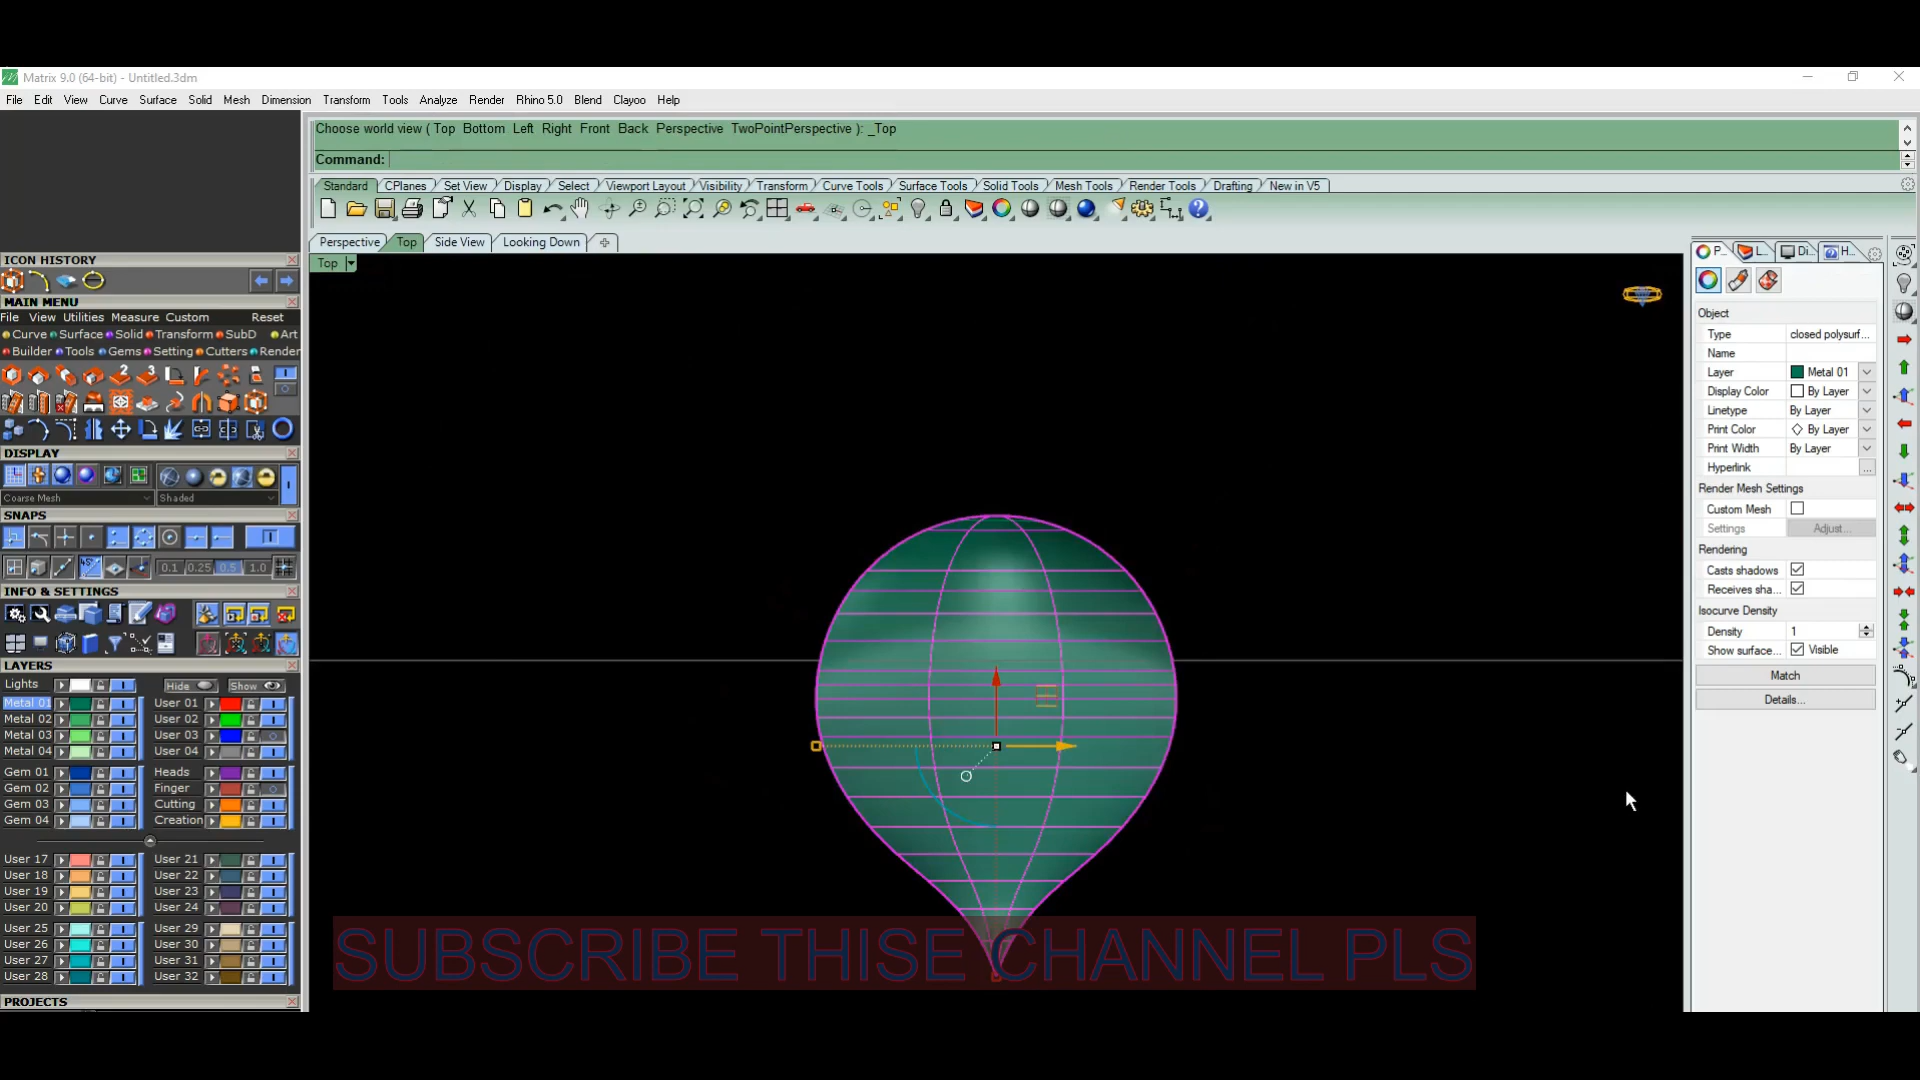 Matrix 9.0 (64-bit) - Untitled.3dm
File Edit View Curve Surface Solid Mesh Dimension Transform Tools Analyze Render Rhino 5.0 Blend Clayoo Help
Choose world view ( Top Bottom Left Right Front Back Perspective TwoPointPerspective ): _Top
Command:
Standard CPlanes Set View Display Select Viewport Layout Visibility Transform Curve Tools Surface Tools Solid Tools Mesh Tools Render Tools Drafting New in V5
Perspective Top Side View Looking Down
Top
ICON HISTORY
MAIN MENU
File View Utilities Measure Custom Reset
Curve Surface Solid Transform SubD Art
Builder Tools Gems Setting Cutters Render
DISPLAY
Coarse Mesh Shaded
SNAPS
0.1 0.25 0.5 1.0
INFO & SETTINGS
LAYERS
Lights Hide Show
Metal 01 User 01
Metal 02 User 02
Metal 03 User 03
Metal 04 User 04
Gem 01 Heads
Gem 02 Finger
Gem 03 Cutting
Gem 04 Creation
User 17 User 21
User 18 User 22
User 19 User 23
User 20 User 24
User 25 User 29
User 26 User 30
User 27 User 31
User 28 User 32
PROJECTS
P... L... Di... H...
Object
Type closed polysurf...
Name
Layer Metal 01
Display Color By Layer
Linetype By Layer
Print Color By Layer
Print Width By Layer
Hyperlink ...
Render Mesh Settings
Custom Mesh
Settings Adjust...
Rendering
Casts shadows
Receives sha...
Isocurve Density
Density 1
Show surface... Visible
Match
Details...
SUBSCRIBE THISE CHANNEL PLS